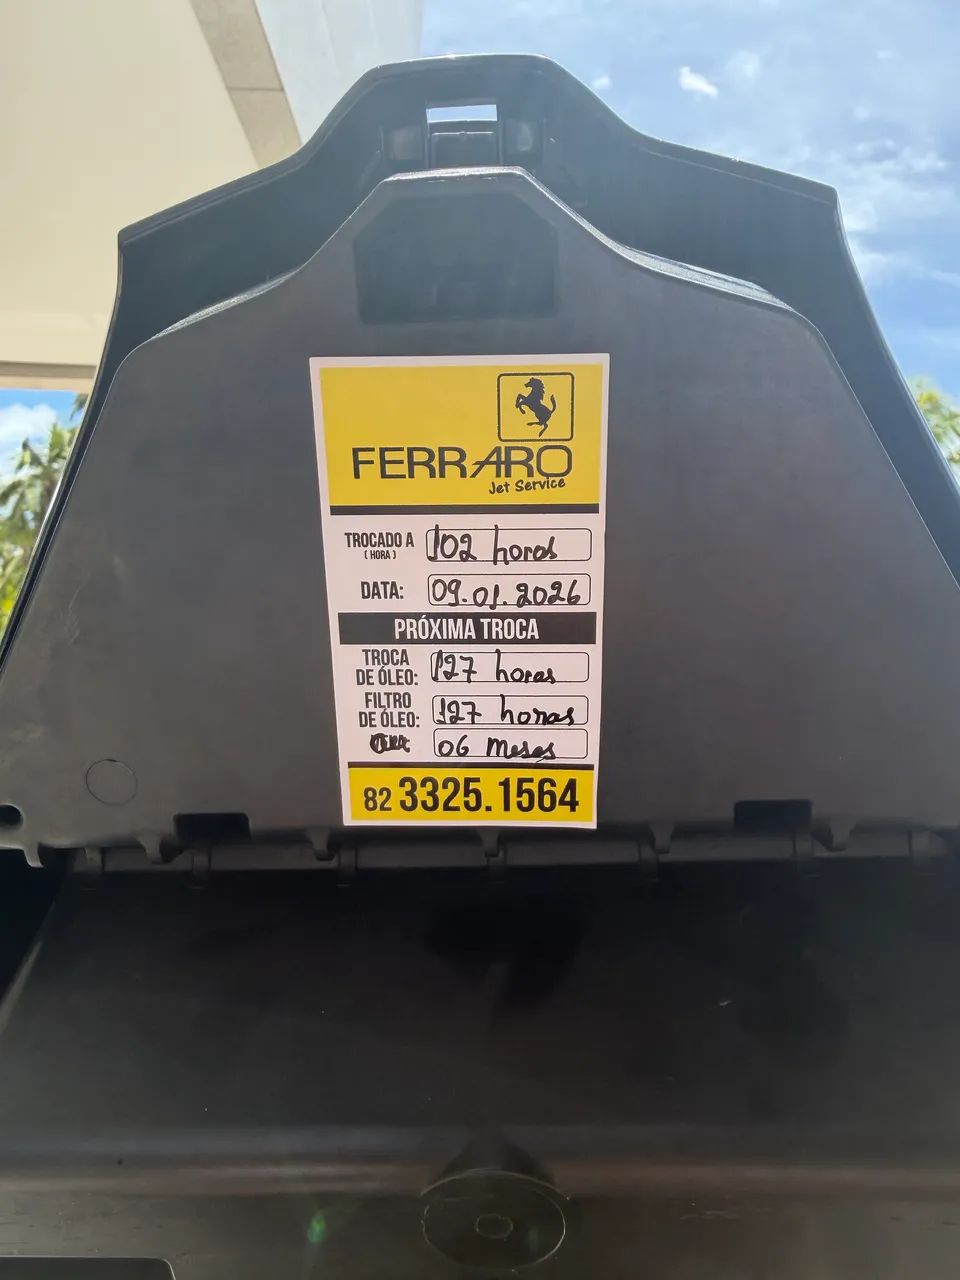 FERRARO
Jet Service
TROCADO A
( HORA )
102 horas
DATA: 09.01.2026
PRÓXIMA TROCA
TROCA
DE ÓLEO: 127 horas
FILTRO
DE ÓLEO: 127 horas
06 meses
82 3325.1564